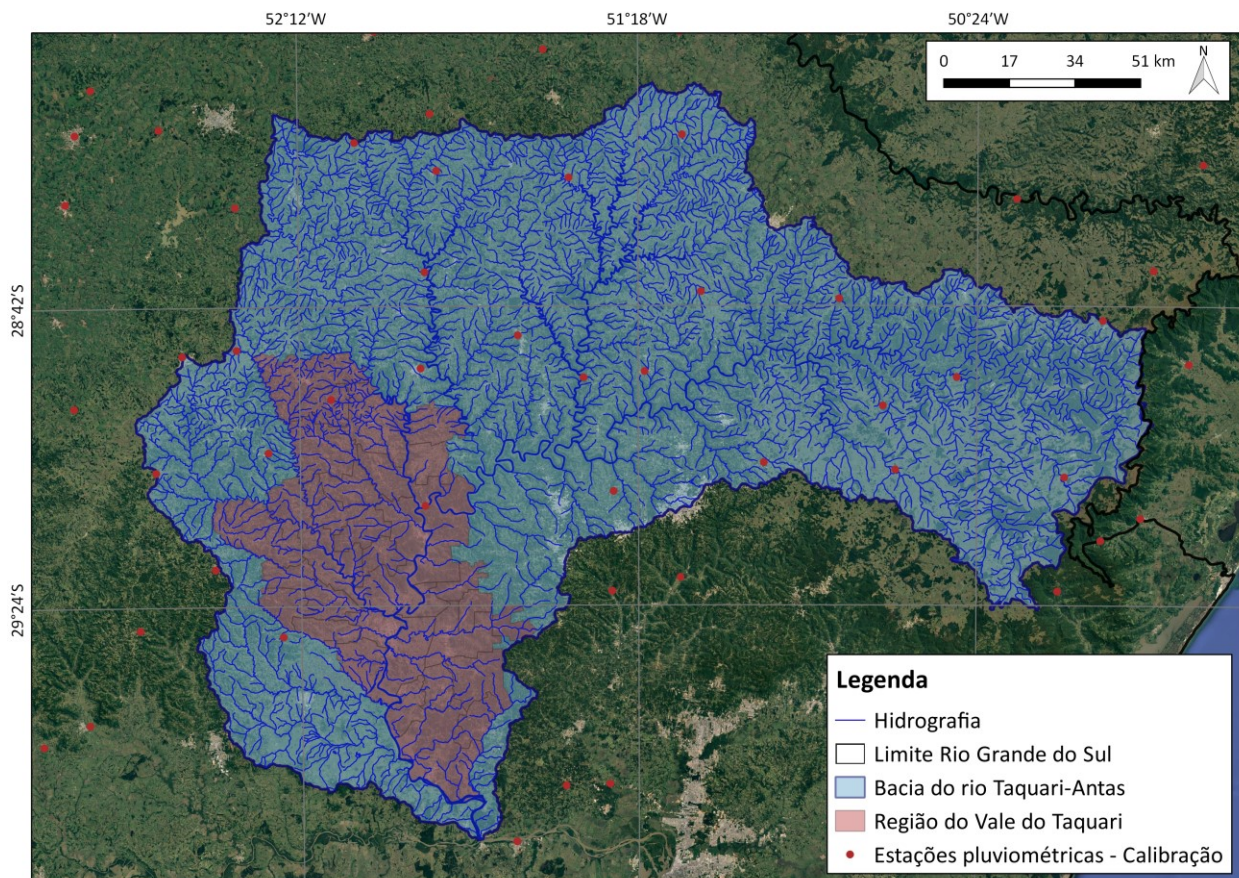 52°12'W
51°18'W
50°24'W
0 17 34 51 km
N
28°42'S
29°24'S
Legenda
Hidrografia
Limite Rio Grande do Sul
Bacia do rio Taquari-Antas
Região do Vale do Taquari
Estações pluviométricas - Calibração